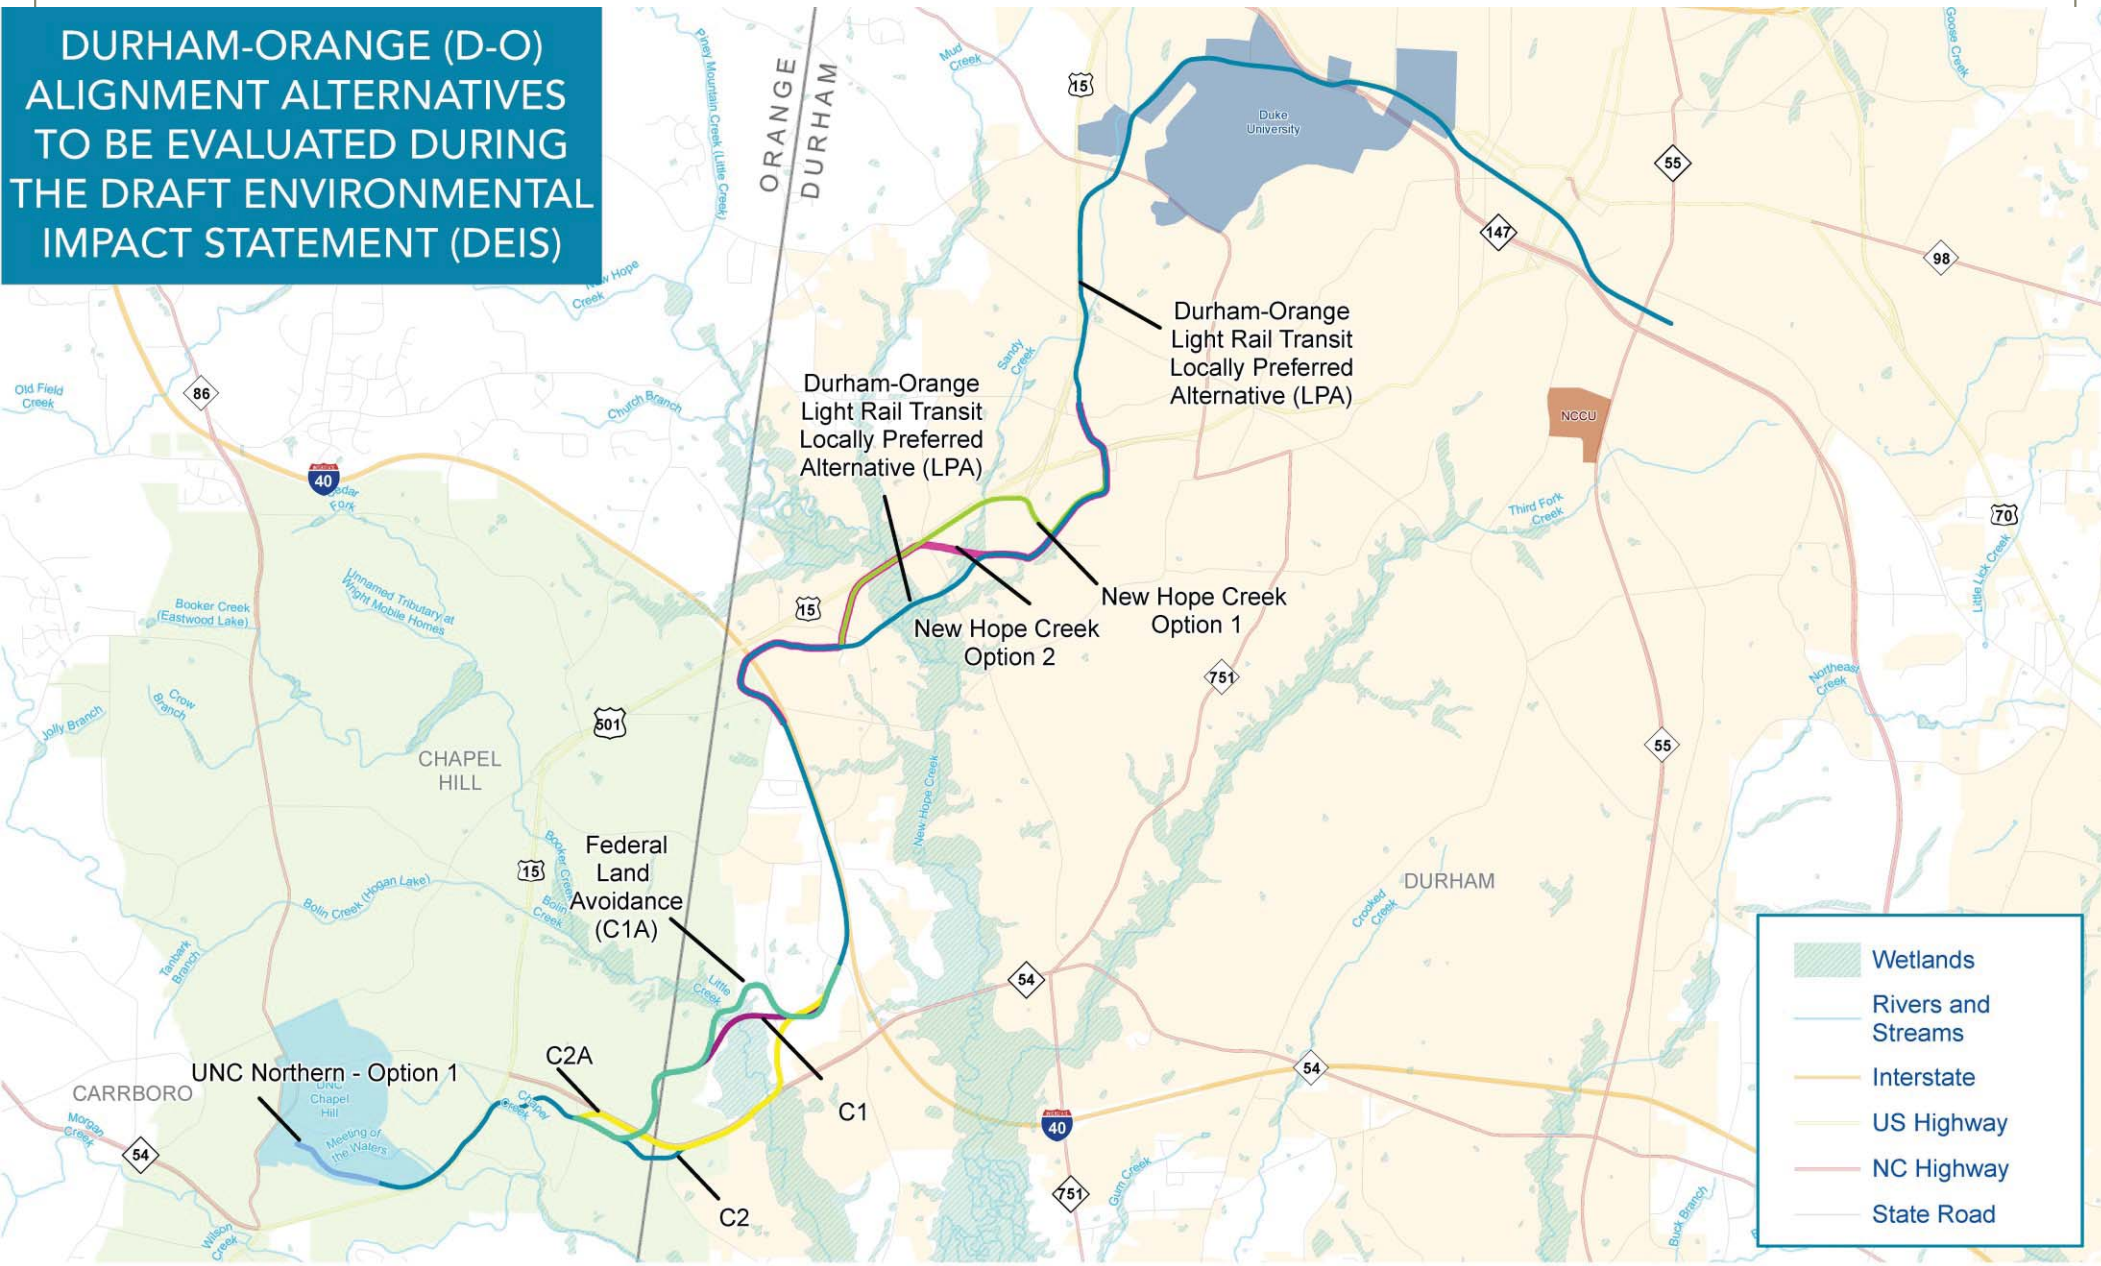 DURHAM-ORANGE (D-O)
ALIGNMENT ALTERNATIVES
TO BE EVALUATED DURING
THE DRAFT ENVIRONMENTAL
IMPACT STATEMENT (DEIS)
Piney Mountain Creek (Little Creek)
ORANGE
DURHAM
Mud
Creek
15
Duke
University
Goose Creek
55
147
98
New Hope
Creek
Old Field
Creek
86
Church Branch
Sandy
Creek
Durham-Orange
Light Rail Transit
Locally Preferred
Alternative (LPA)
Durham-Orange
Light Rail Transit
Locally Preferred
Alternative (LPA)
NCCU
40
Cedar
Fork
Third Fork
Creek
70
Little Lick Creek
Unnamed Tributary at
Wright Mobile Homes
Booker Creek
(Eastwood Lake)
15
New Hope Creek
Option 1
New Hope Creek
Option 2
751
Northeast
Creek
Crow
Branch
Jolly Branch
501
55
CHAPEL
HILL
New Hope Creek
Federal
Land
Avoidance
(C1A)
15
Booker Creek
Bolin
Creek
Bolin Creek (Hogan Lake)
DURHAM
Crooked
Creek
Tanbark
Branch
Little
Creek
54
54
UNC Northern - Option 1
C2A
CARRBORO
UNC
Chapel
Hill
Chapel
Creek
C1
Morgan
Creek
Meeting of
the Waters
54
40
751
Gum Creek
C2
Wilson
Creek
Buck Branch
Wetlands
Rivers and
Streams
Interstate
US Highway
NC Highway
State Road